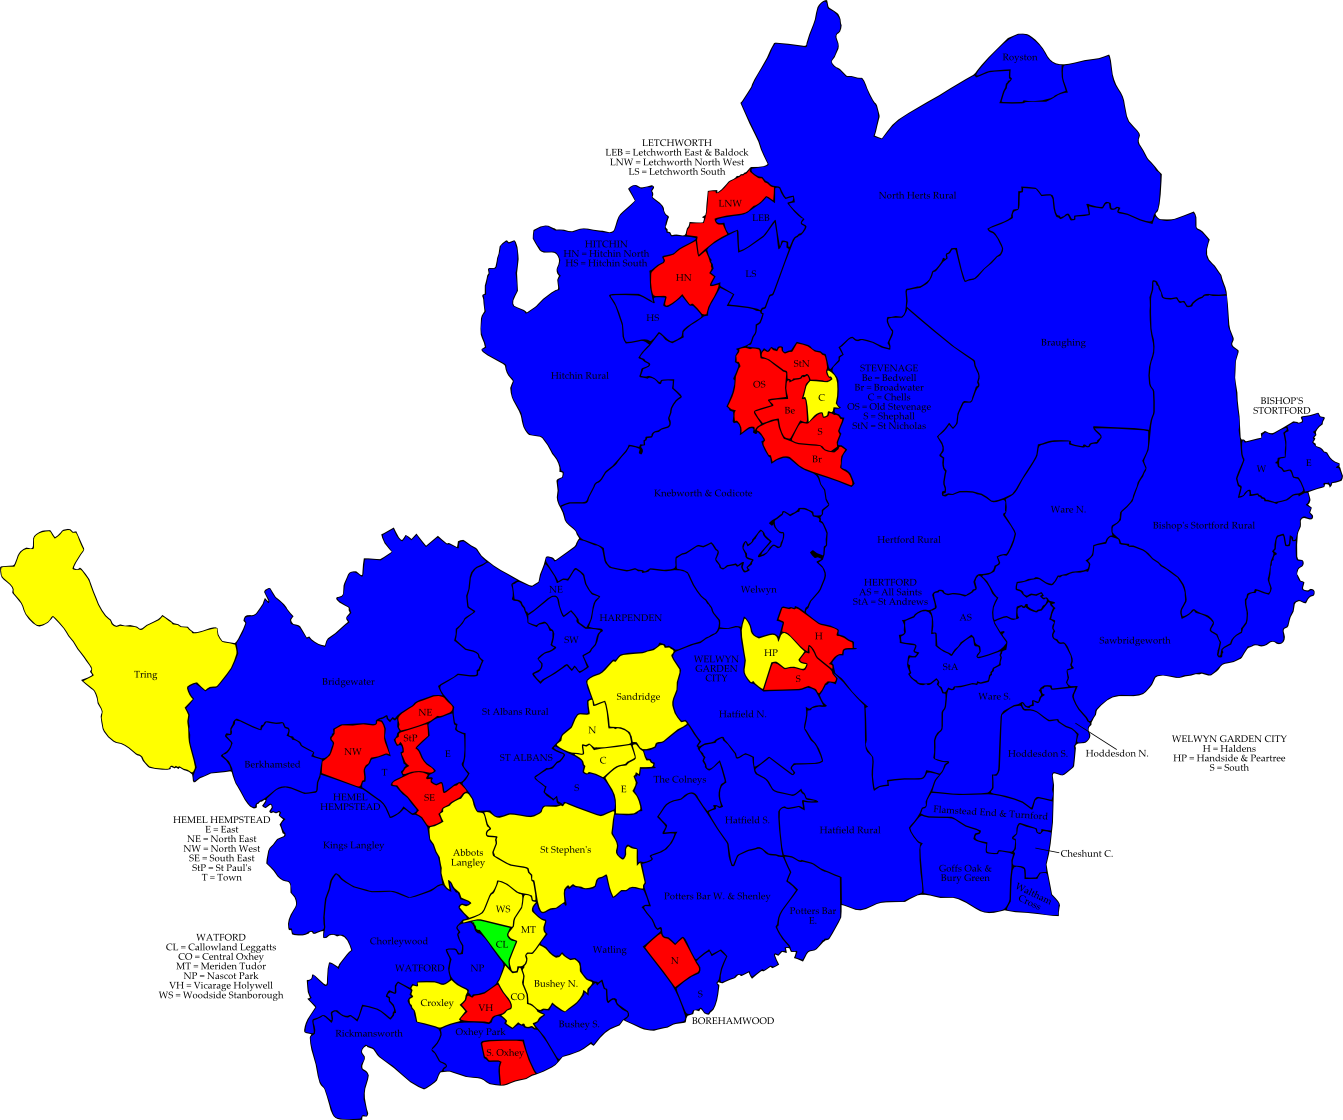 Royston
LETCHWORTH
LEB = Letchworth East & Baldock
LNW = Letchworth North West
LS = Letchworth South
North Herts Rural
LNW
LEB
HITCHIN
HN = Hitchin North
HS = Hitchin South
HN
LS
HS
Hitchin Rural
Braughing
StN
OS
C
Be
S
Br
STEVENAGE
Be = Bedwell
Br = Broadwater
C = Chells
OS = Old Stevenage
S = Shephall
StN = St Nicholas
BISHOP'S
STORTFORD
W
E
Knebworth & Codicote
Ware N.
Bishop's Stortford Rural
Hertford Rural
Welwyn
HERTFORD
AS = All Saints
StA = St Andrews
NE
HARPENDEN
SW
AS
StA
Sawbridgeworth
H
HP
S
WELWYN
GARDEN
CITY
Tring
Bridgewater
Sandridge
St Albans Rural
Ware S.
Hatfield N.
NE
StP
NW
T
E
SE
Berkhamsted
N
C
E
S
ST ALBANS
The Colneys
Hoddesdon S.
Hoddesdon N.
WELWYN GARDEN CITY
H = Haldens
HP = Handside & Peartree
S = South
HEMEL
HEMPSTEAD
HEMEL HEMPSTEAD
E = East
NE = North East
NW = North West
SE = South East
StP = St Paul's
T = Town
Kings Langley
Abbots
Langley
St Stephen's
Hatfield S.
Hatfield Rural
Flamstead End & Turnford
Cheshunt C.
Goffs Oak &
Bury Green
Waltham
Cross
Potters Bar W. & Shenley
Potters Bar
E.
WS
MT
CL
NP
Chorleywood
WATFORD
Watling
N
S
BOREHAMWOOD
WATFORD
CL = Callowland Leggatts
CO = Central Oxhey
MT = Meriden Tudor
NP = Nascot Park
VH = Vicarage Holywell
WS = Woodside Stanborough
Croxley
VH
CO
Bushey N.
Bushey S.
Rickmansworth
Oxhey Park
S. Oxhey